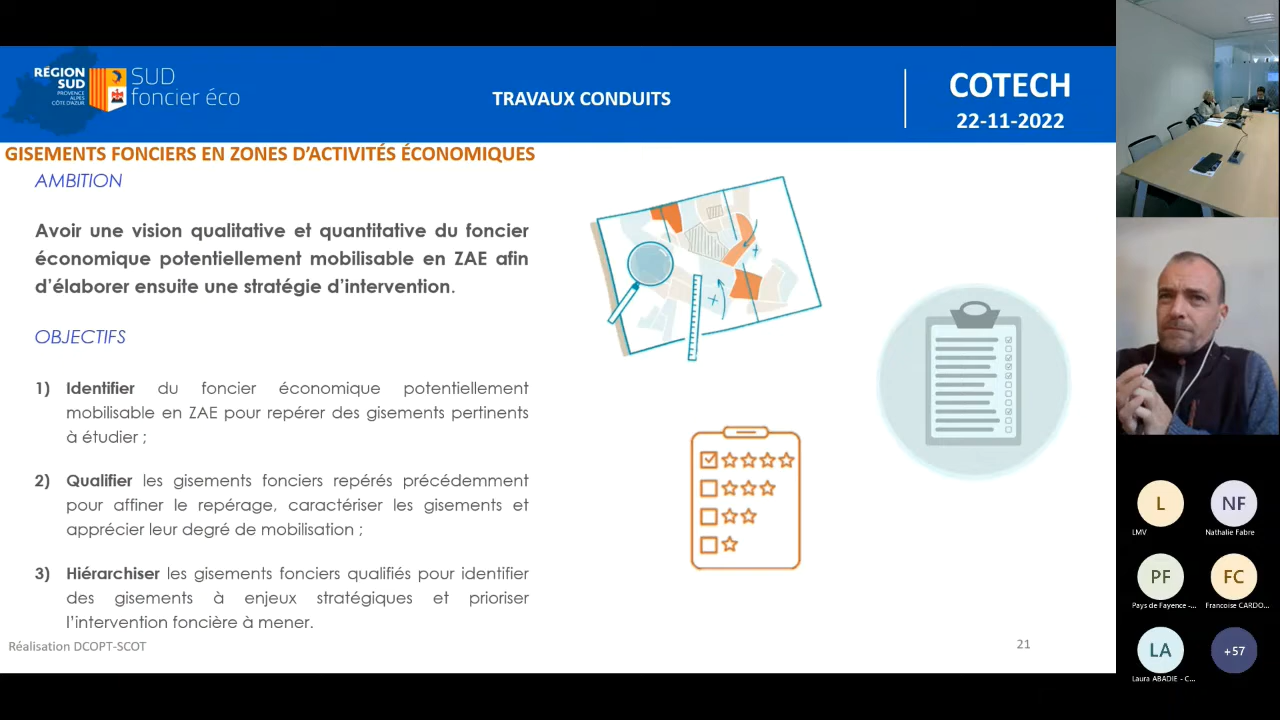 RÉGION
SUD
PROVENCE
ALPES
CÔTE D'AZUR
SUD
foncier éco
TRAVAUX CONDUITS
COTECH
22-11-2022
GISEMENTS FONCIERS EN ZONES D'ACTIVITÉS ÉCONOMIQUES
AMBITION
Avoir une vision qualitative et quantitative du foncier
économique potentiellement mobilisable en ZAE afin
d'élaborer ensuite une stratégie d'intervention.
OBJECTIFS
1) Identifier du foncier économique potentiellement
mobilisable en ZAE pour repérer des gisements pertinents
à étudier ;
2) Qualifier les gisements fonciers repérés précédemment
pour affiner le repérage, caractériser les gisements et
apprécier leur degré de mobilisation ;
3) Hiérarchiser les gisements fonciers qualifiés pour identifier
des gisements à enjeux stratégiques et prioriser
l'intervention foncière à mener.
Réalisation DCOPT-SCOT
21
L
NF
LMV
Nathalie Fabre
PF
FC
Pays de Fayence -...
Francoise CARDO...
LA
+57
Laura ABADIE - C...